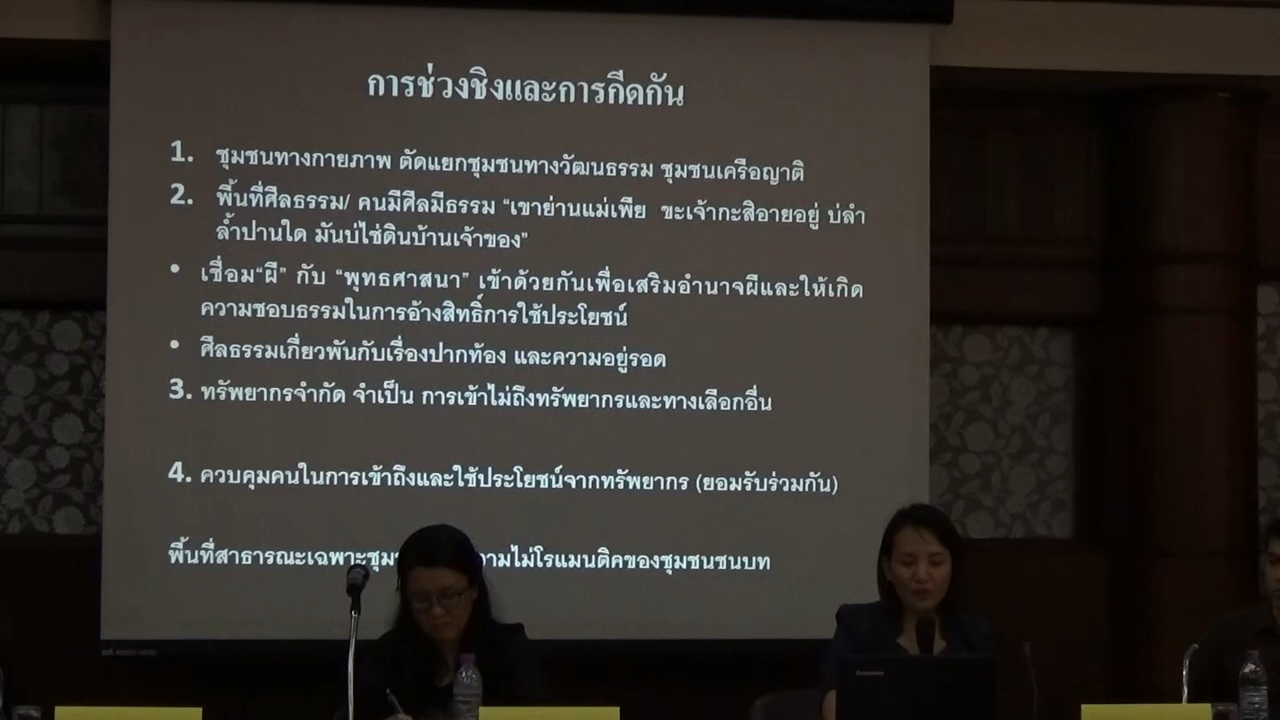 การช่วงชิงและการกีดกัน
1. ชุมชนทางกายภาพ ตัดแยกชุมชนทางวัฒนธรรม ชุมชนเครือญาติ
2. พื้นที่ศีลธรรม/ คนมีศีลมีธรรม “เขาย่านแม่เพีย ขะเจ้ากะสิอายอยู่ บ่ลำ
ล้ำปานใด มันบ่ไช่ดินบ้านเจ้าของ”
• เชื่อม“ผี” กับ “พุทธศาสนา” เข้าด้วยกันเพื่อเสริมอำนาจผีและให้เกิด
ความชอบธรรมในการอ้างสิทธิ์การใช้ประโยชน์
• ศีลธรรมเกี่ยวพันกับเรื่องปากท้อง และความอยู่รอด
3. ทรัพยากรจำกัด จำเป็น การเข้าไม่ถึงทรัพยากรและทางเลือกอื่น
4. ควบคุมคนในการเข้าถึงและใช้ประโยชน์จากทรัพยากร (ยอมรับร่วมกัน)
พื้นที่สาธารณะเฉพาะ ไม่โรแมนติคของชุมชนชนบท